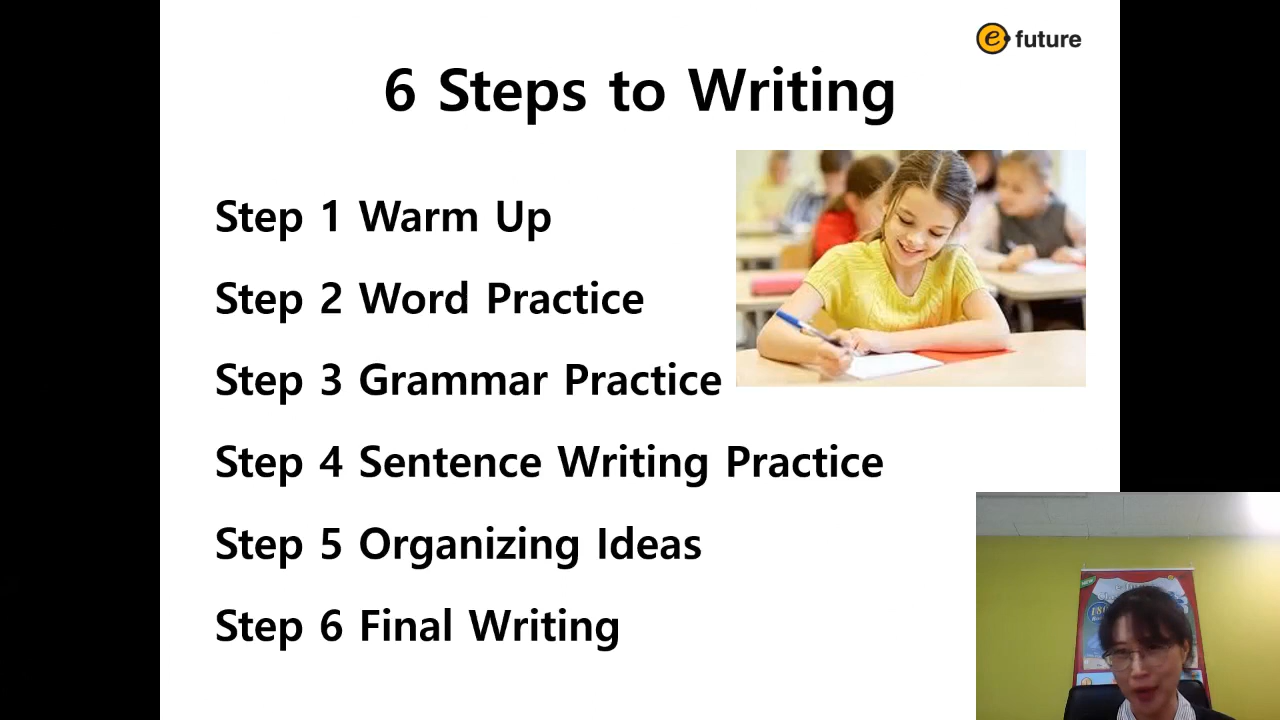 e future
6 Steps to Writing
Step 1 Warm Up
Step 2 Word Practice
Step 3 Grammar Practice
Step 4 Sentence Writing Practice
Step 5 Organizing Ideas
Step 6 Final Writing